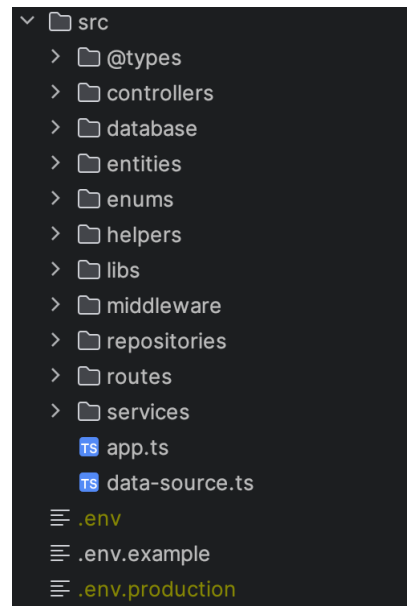 src
@types
controllers
database
entities
enums
helpers
libs
middleware
repositories
routes
services
TS app.ts
TS data-source.ts
.env
.env.example
.env.production